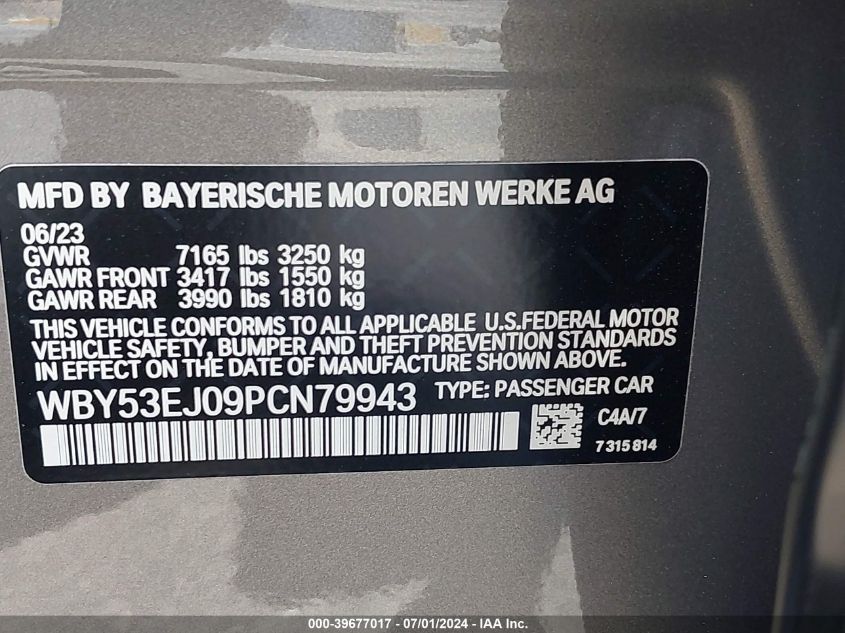 MFD BY BAYERISCHE MOTOREN WERKE AG
06/23
GVWR 7165 lbs 3250 kg
GAWR FRONT 3417 lbs 1550 kg
GAWR REAR 3990 lbs 1810 kg
THIS VEHICLE CONFORMS TO ALL APPLICABLE U.S.FEDERAL MOTOR
VEHICLE SAFETY, BUMPER AND THEFT PREVENTION STANDARDS
IN EFFECT ON THE DATE OF MANUFACTURE SHOWN ABOVE.
WBY53EJ09PCN79943 TYPE: PASSENGER CAR
C4A/7
7315814
000-39677017 - 07/01/2024 - IAA Inc.